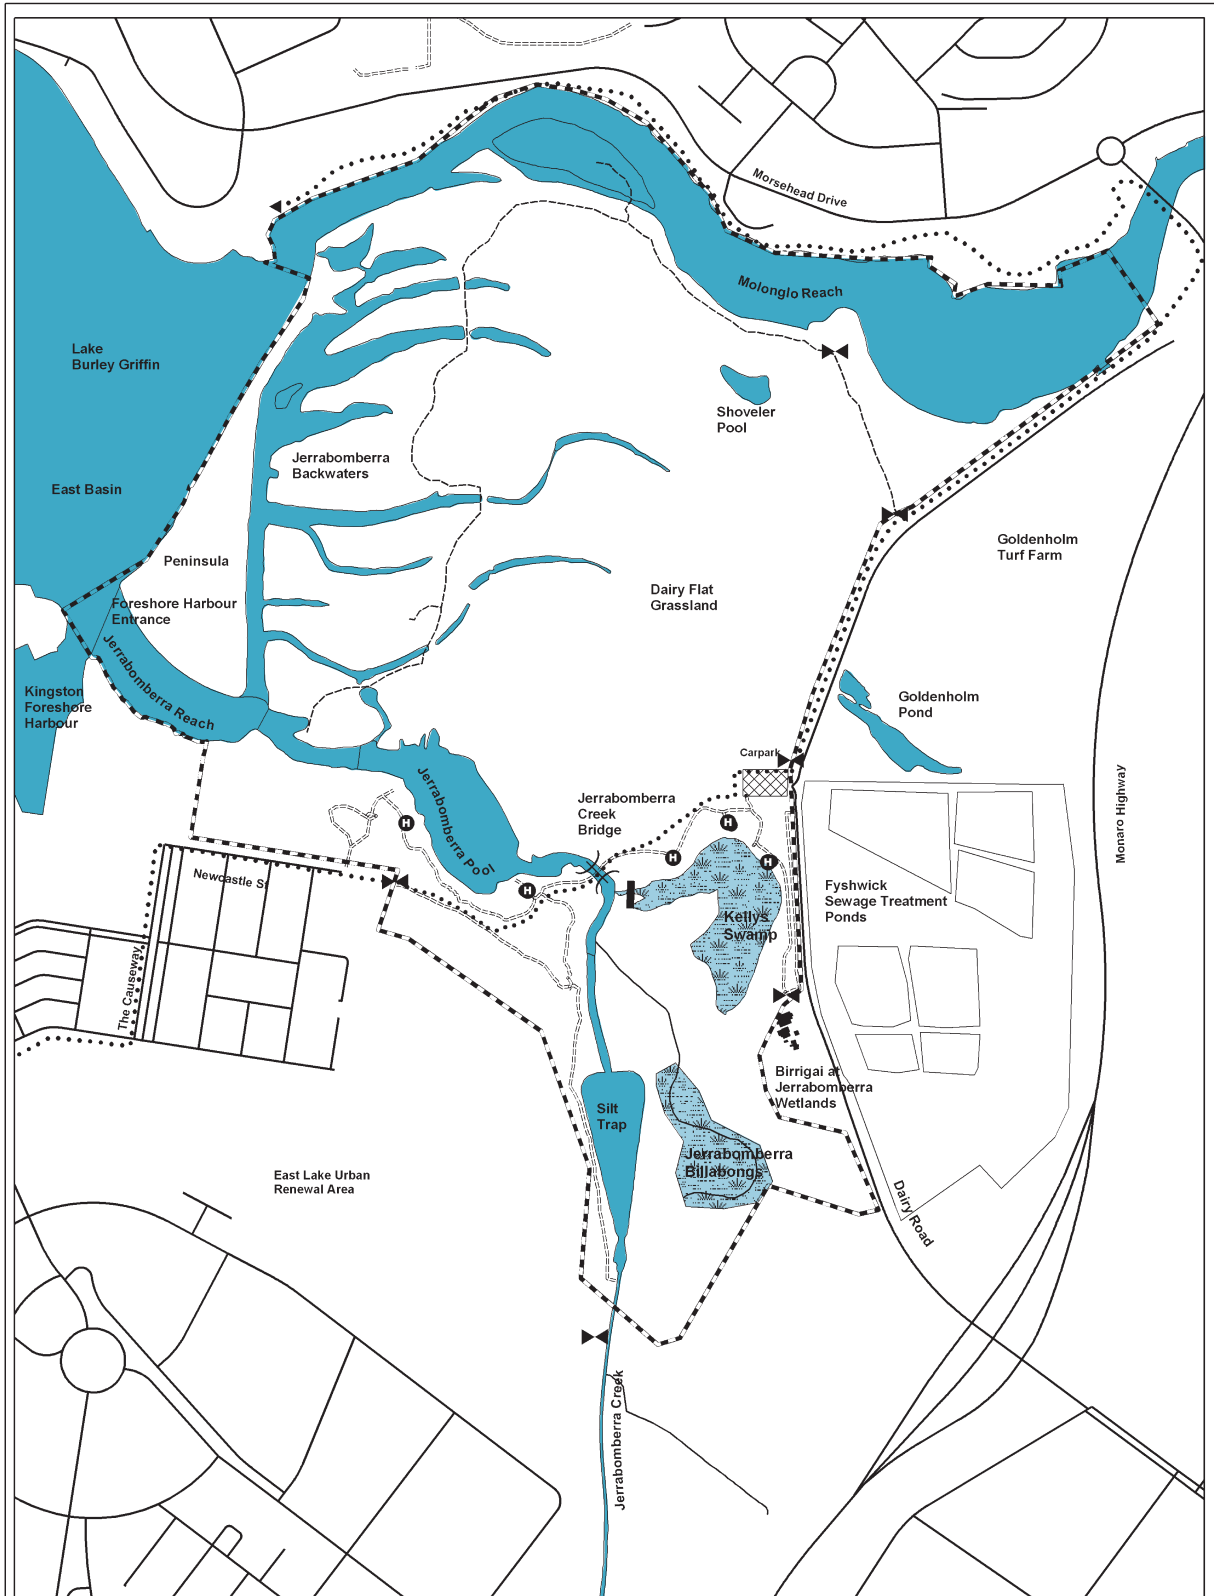 Morsehead Drive
Molonglo Reach
Lake
Burley Griffin
Shoveler
Pool
Jerrabomberra
Backwaters
East Basin
Goldenholm
Turf Farm
Peninsula
Dairy Flat
Grassland
Foreshore Harbour
Entrance
Jerrabomberra Reach
Kingston
Foreshore
Harbour
Goldenholm
Pond
Carpark
Jerrabomberra Pool
Monaro Highway
Jerrabomberra
Creek
Bridge
H
H
H
H
H
Newcastle St
Fyshwick
Sewage Treatment
Ponds
Kellys
Swamp
The Causeway
Birrigai at
Jerrabomberra
Wetlands
Silt
Trap
Jerrabomberra
Billabongs
East Lake Urban
Renewal Area
Dairy Road
Jerrabomberra Creek